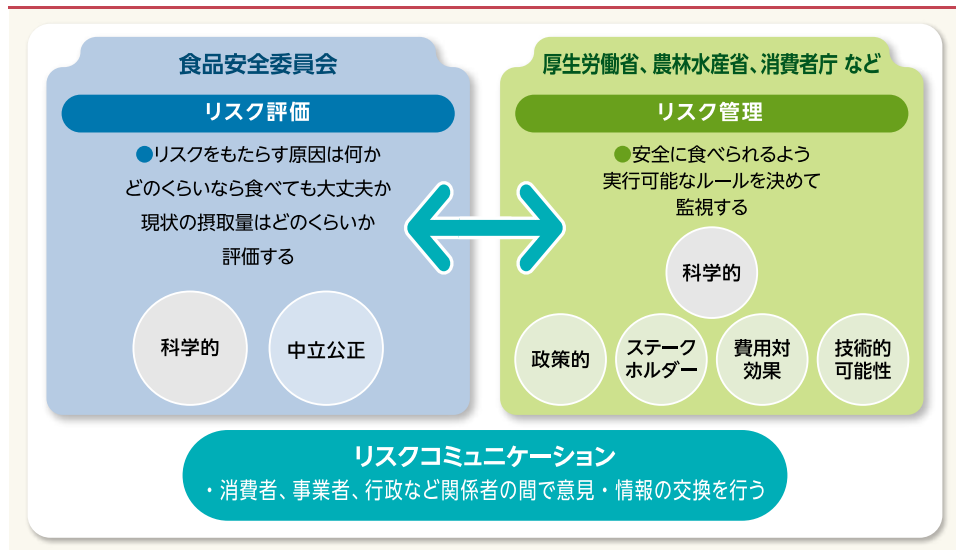 食品安全委員会
リスク評価
●リスクをもたらす原因は何か
どのくらいなら食べても大丈夫か
現状の摂取量はどのくらいか
評価する
科学的
中立公正
厚生労働省、農林水産省、消費者庁 など
リスク管理
●安全に食べられるよう
実行可能なルールを決めて
監視する
科学的
政策的
ステーク
ホルダー
費用対
効果
技術的
可能性
リスクコミュニケーション
・消費者、事業者、行政など関係者の間で意見・情報の交換を行う